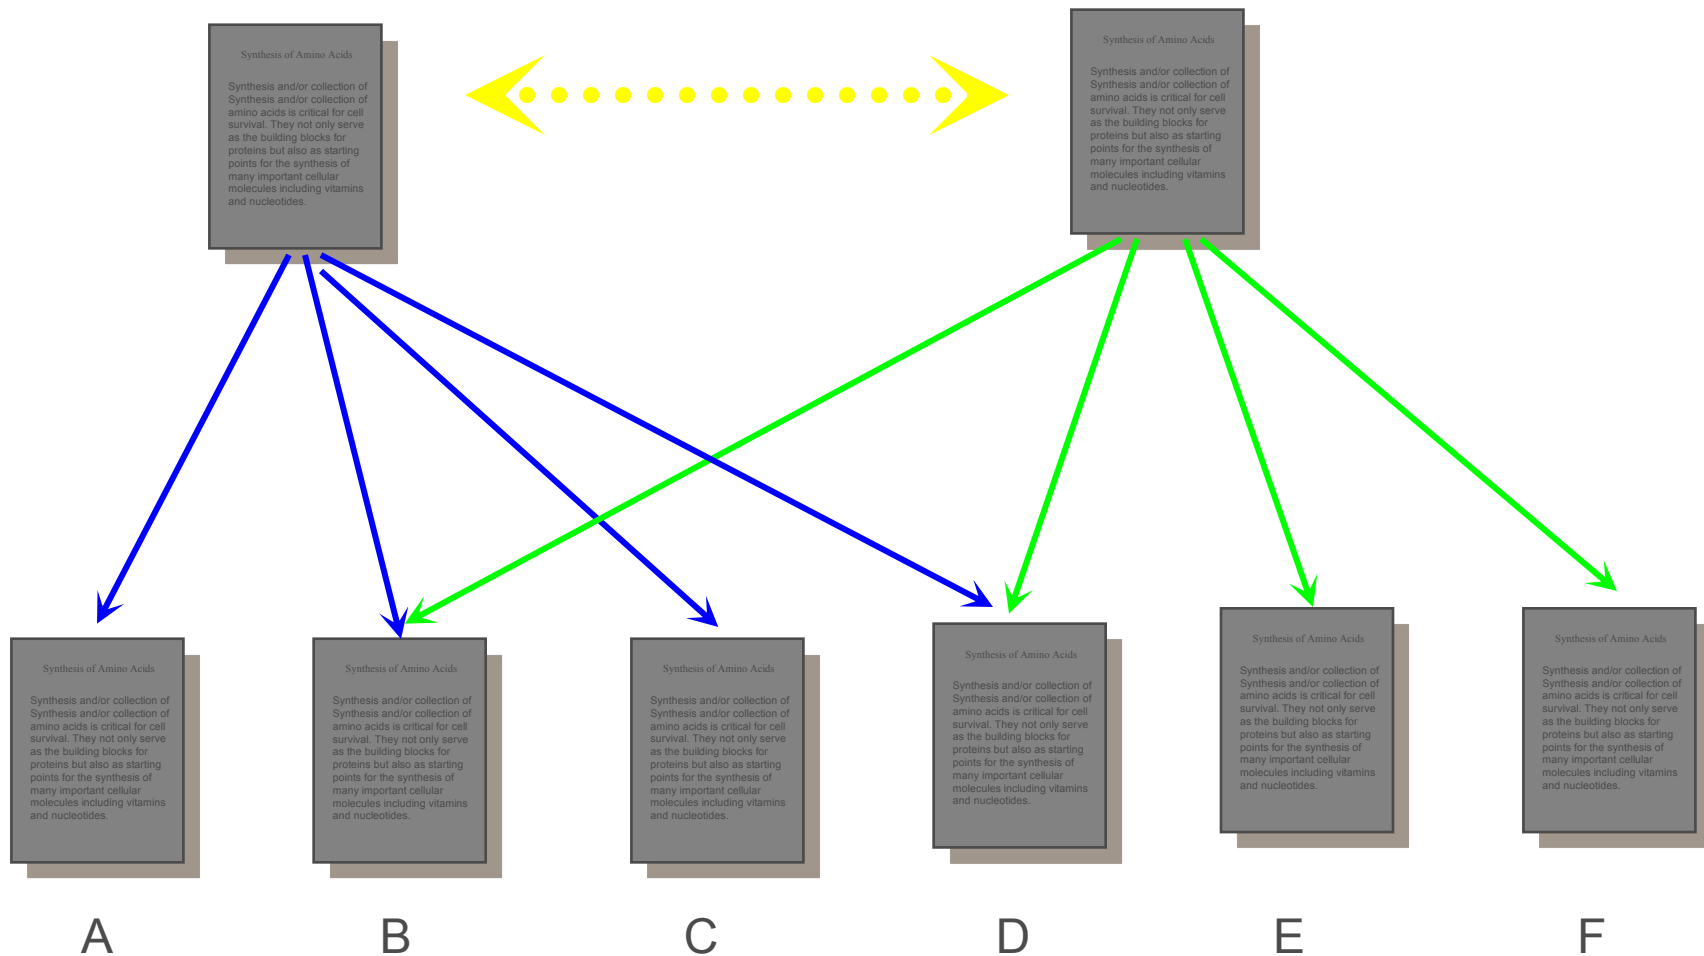 Synthesis of Amino Acids
Synthesis and/or collection of
Synthesis and/or collection of
amino acids is critical for cell
survival. They not only serve
as the building blocks for
proteins but also as starting
points for the synthesis of
many important cellular
molecules including vitamins
and nucleotides.
Synthesis of Amino Acids
Synthesis and/or collection of
Synthesis and/or collection of
amino acids is critical for cell
survival. They not only serve
as the building blocks for
proteins but also as starting
points for the synthesis of
many important cellular
molecules including vitamins
and nucleotides.
Synthesis of Amino Acids
Synthesis and/or collection of
Synthesis and/or collection of
amino acids is critical for cell
survival. They not only serve
as the building blocks for
proteins but also as starting
points for the synthesis of
many important cellular
molecules including vitamins
and nucleotides.
Synthesis of Amino Acids
Synthesis and/or collection of
Synthesis and/or collection of
amino acids is critical for cell
survival. They not only serve
as the building blocks for
proteins but also as starting
points for the synthesis of
many important cellular
molecules including vitamins
and nucleotides.
Synthesis of Amino Acids
Synthesis and/or collection of
Synthesis and/or collection of
amino acids is critical for cell
survival. They not only serve
as the building blocks for
proteins but also as starting
points for the synthesis of
many important cellular
molecules including vitamins
and nucleotides.
Synthesis of Amino Acids
Synthesis and/or collection of
Synthesis and/or collection of
amino acids is critical for cell
survival. They not only serve
as the building blocks for
proteins but also as starting
points for the synthesis of
many important cellular
molecules including vitamins
and nucleotides.
Synthesis of Amino Acids
Synthesis and/or collection of
Synthesis and/or collection of
amino acids is critical for cell
survival. They not only serve
as the building blocks for
proteins but also as starting
points for the synthesis of
many important cellular
molecules including vitamins
and nucleotides.
Synthesis of Amino Acids
Synthesis and/or collection of
Synthesis and/or collection of
amino acids is critical for cell
survival. They not only serve
as the building blocks for
proteins but also as starting
points for the synthesis of
many important cellular
molecules including vitamins
and nucleotides.
A B C D E F